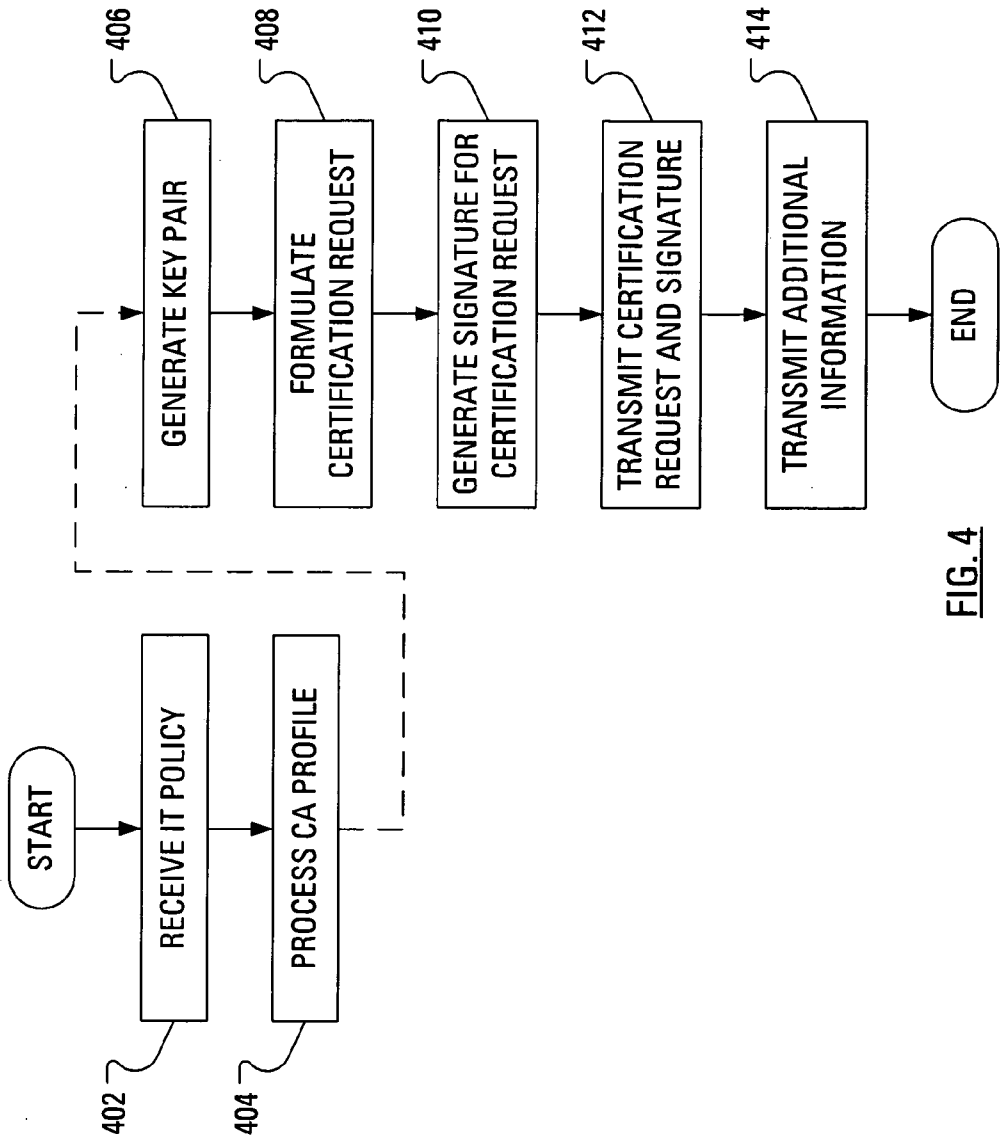 START
RECEIVE IT POLICY
402
PROCESS CA PROFILE
404
GENERATE KEY PAIR
406
FORMULATE
CERTIFICATION REQUEST
408
GENERATE SIGNATURE FOR
CERTIFICATION REQUEST
410
TRANSMIT CERTIFICATION
REQUEST AND SIGNATURE
412
TRANSMIT ADDITIONAL
INFORMATION
414
END
FIG. 4